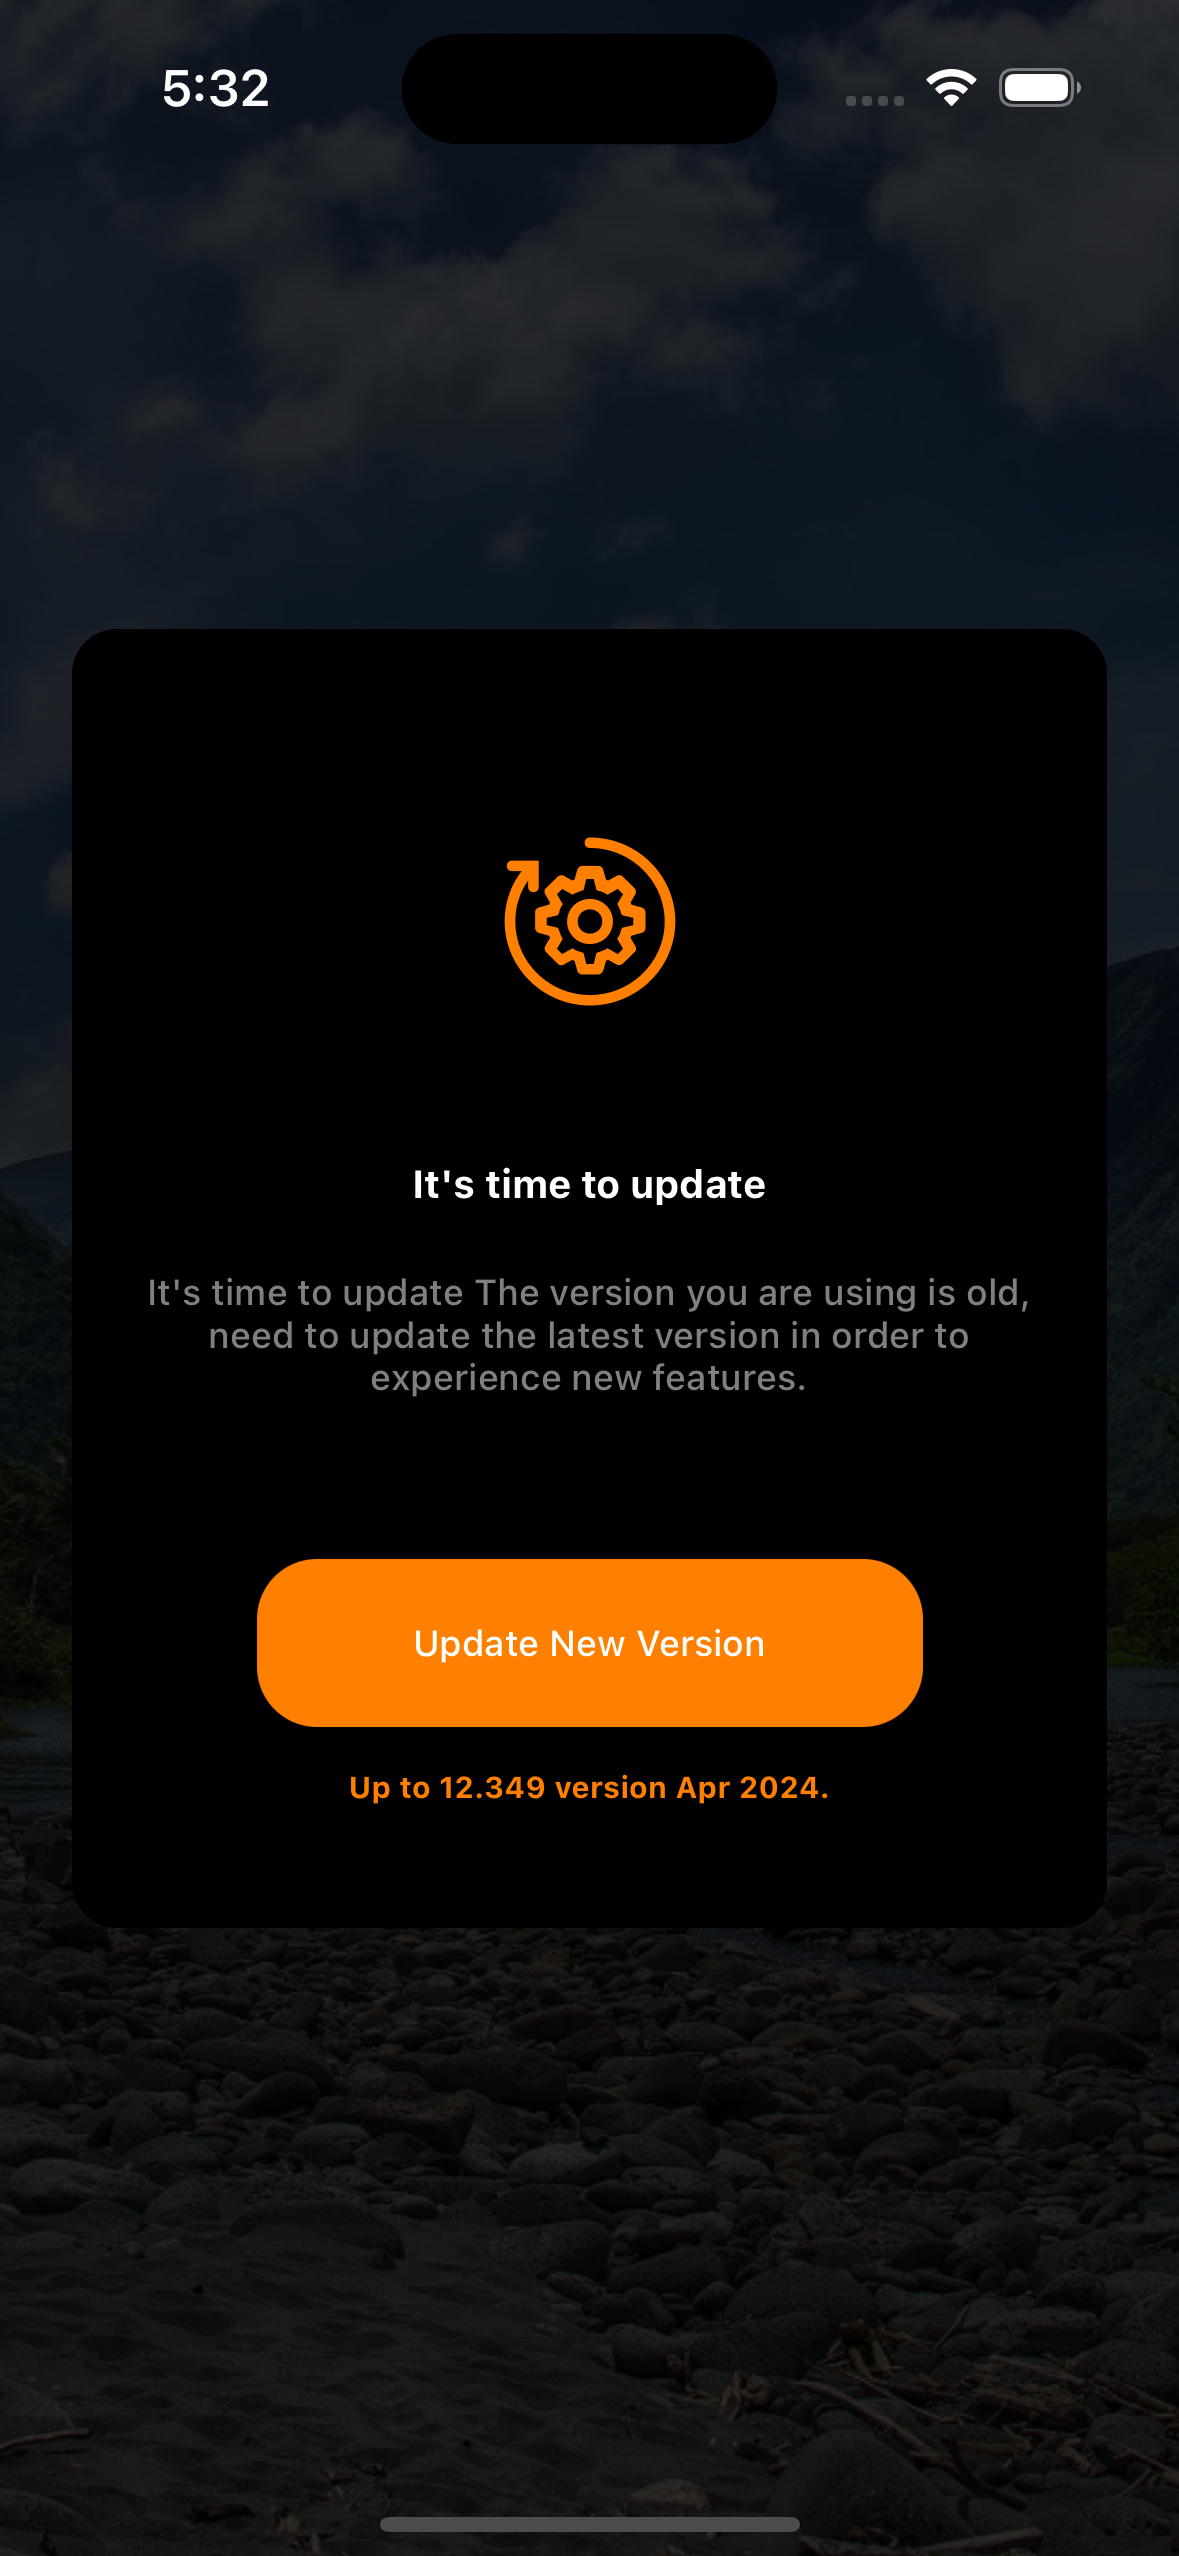 5:32
It's time to update
It's time to update The version you are using is old,
need to update the latest version in order to
experience new features.
Update New Version
Up to 12.349 version Apr 2024.